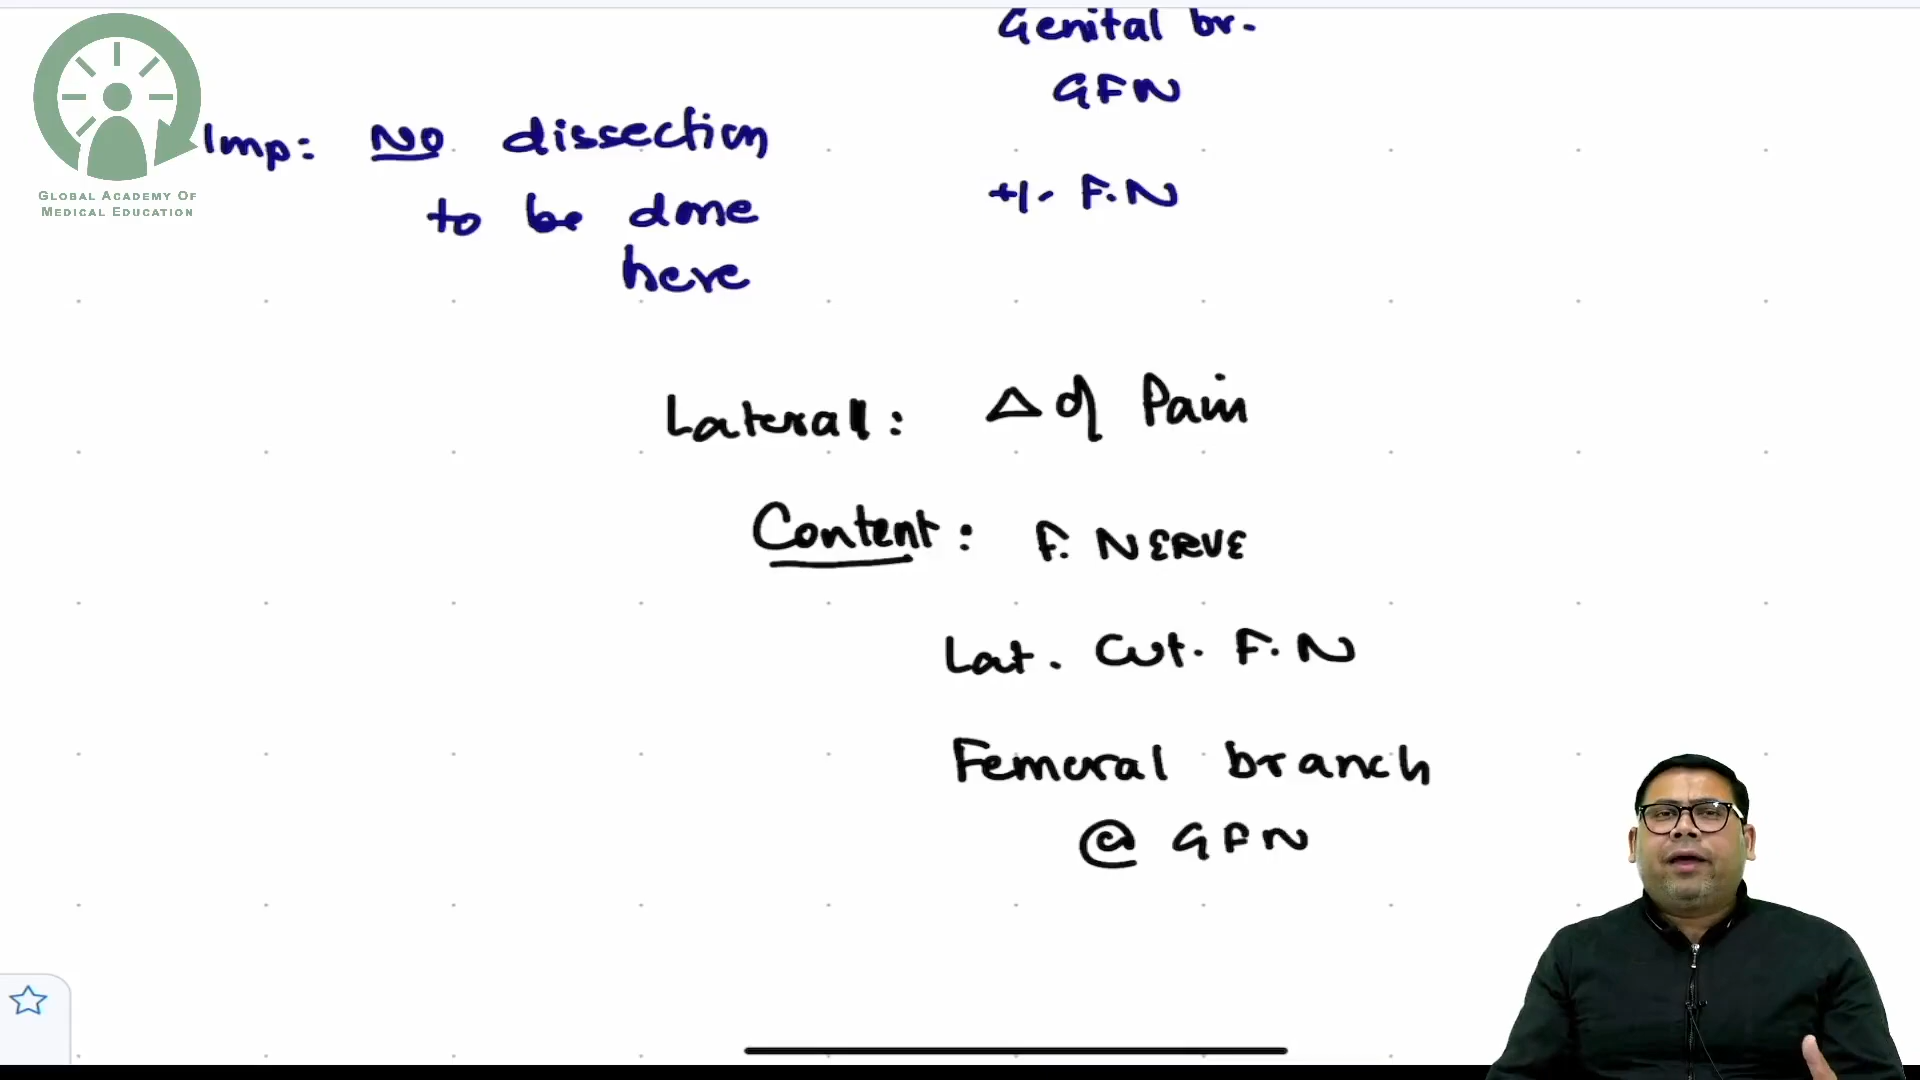 Genital br.
GFN
GLOBAL ACADEMY OF
MEDICAL EDUCATION
Imp: NO dissection
to be done
here
+/- F.N
Lateral: Δ of Pain
Content: F. NERVE
Lat. Cut. F.N
Femoral branch
@ GFN